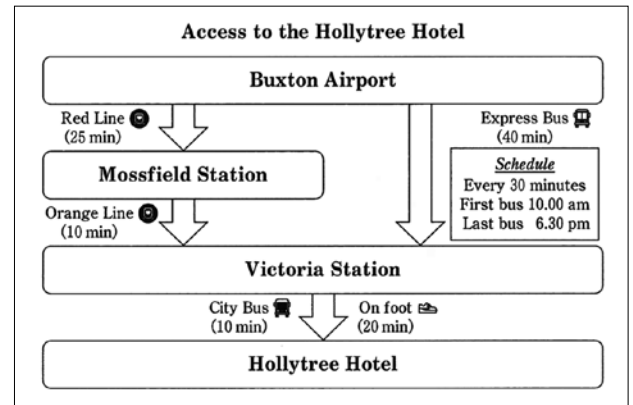 Access to the Hollytree Hotel
Buxton Airport
Red Line
(25 min)
Express Bus
(40 min)
Schedule
Every 30 minutes
First bus 10.00 am
Last bus 6.30 pm
Mossfield Station
Orange Line
(10 min)
Victoria Station
City Bus
(10 min)
On foot
(20 min)
Hollytree Hotel